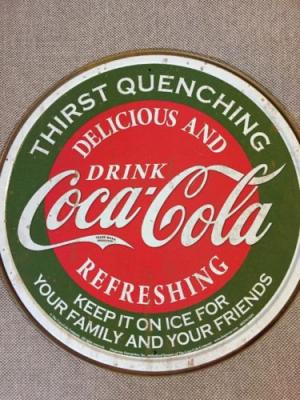 THIRST QUENCHING
DELICIOUS AND
DRINK
Coca-Cola
REFRESHING
KEEP IT ON ICE FOR
YOUR FAMILY AND YOUR FRIENDS